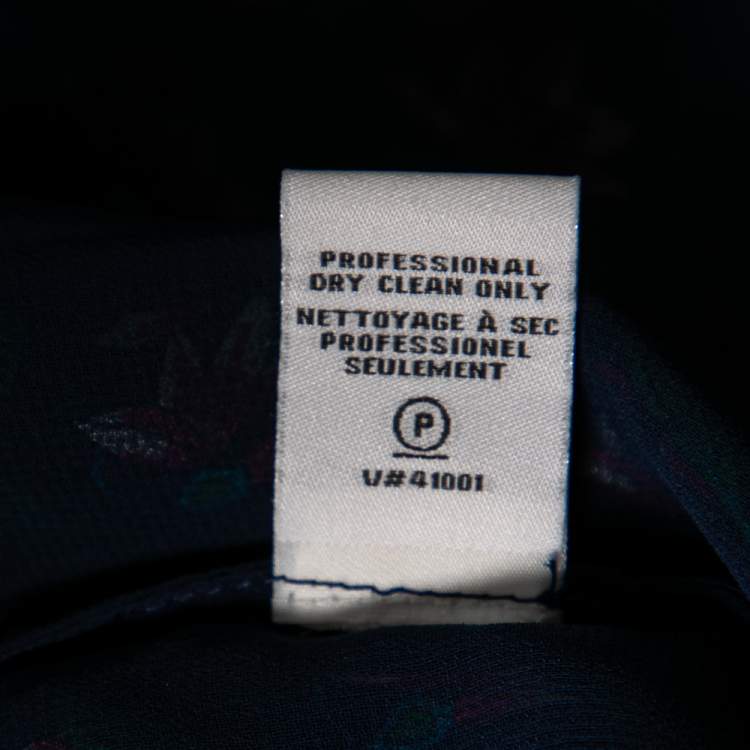 PROFESSIONAL
DRY CLEAN ONLY
NETTOYAGE À SEC
PROFESSIONEL
SEULEMENT
P
V#41001